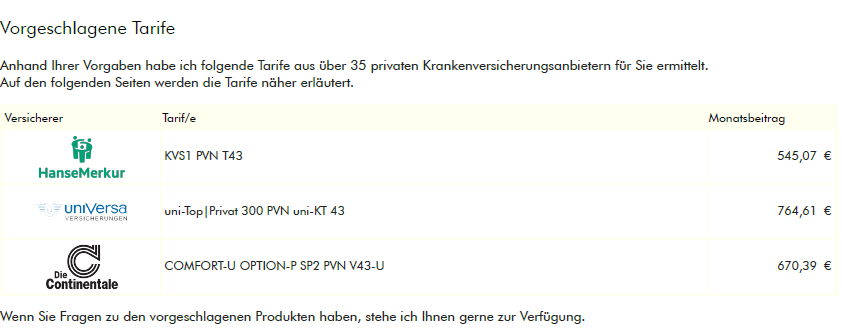 Vorgeschlagene Tarife
Anhand Ihrer Vorgaben habe ich folgende Tarife aus über 35 privaten Krankenversicherungsanbietern für Sie ermittelt.
Auf den folgenden Seiten werden die Tarife näher erläutert.
Versicherer Tarif/e Monatsbeitrag
HanseMerkur KVS1 PVN T43 545,07 €
uniVersa VERSICHERUNGEN uni-Top|Privat 300 PVN uni-KT 43 764,61 €
Die Continentale COMFORT-U OPTION-P SP2 PVN V43-U 670,39 €
Wenn Sie Fragen zu den vorgeschlagenen Produkten haben, stehe ich Ihnen gerne zur Verfügung.